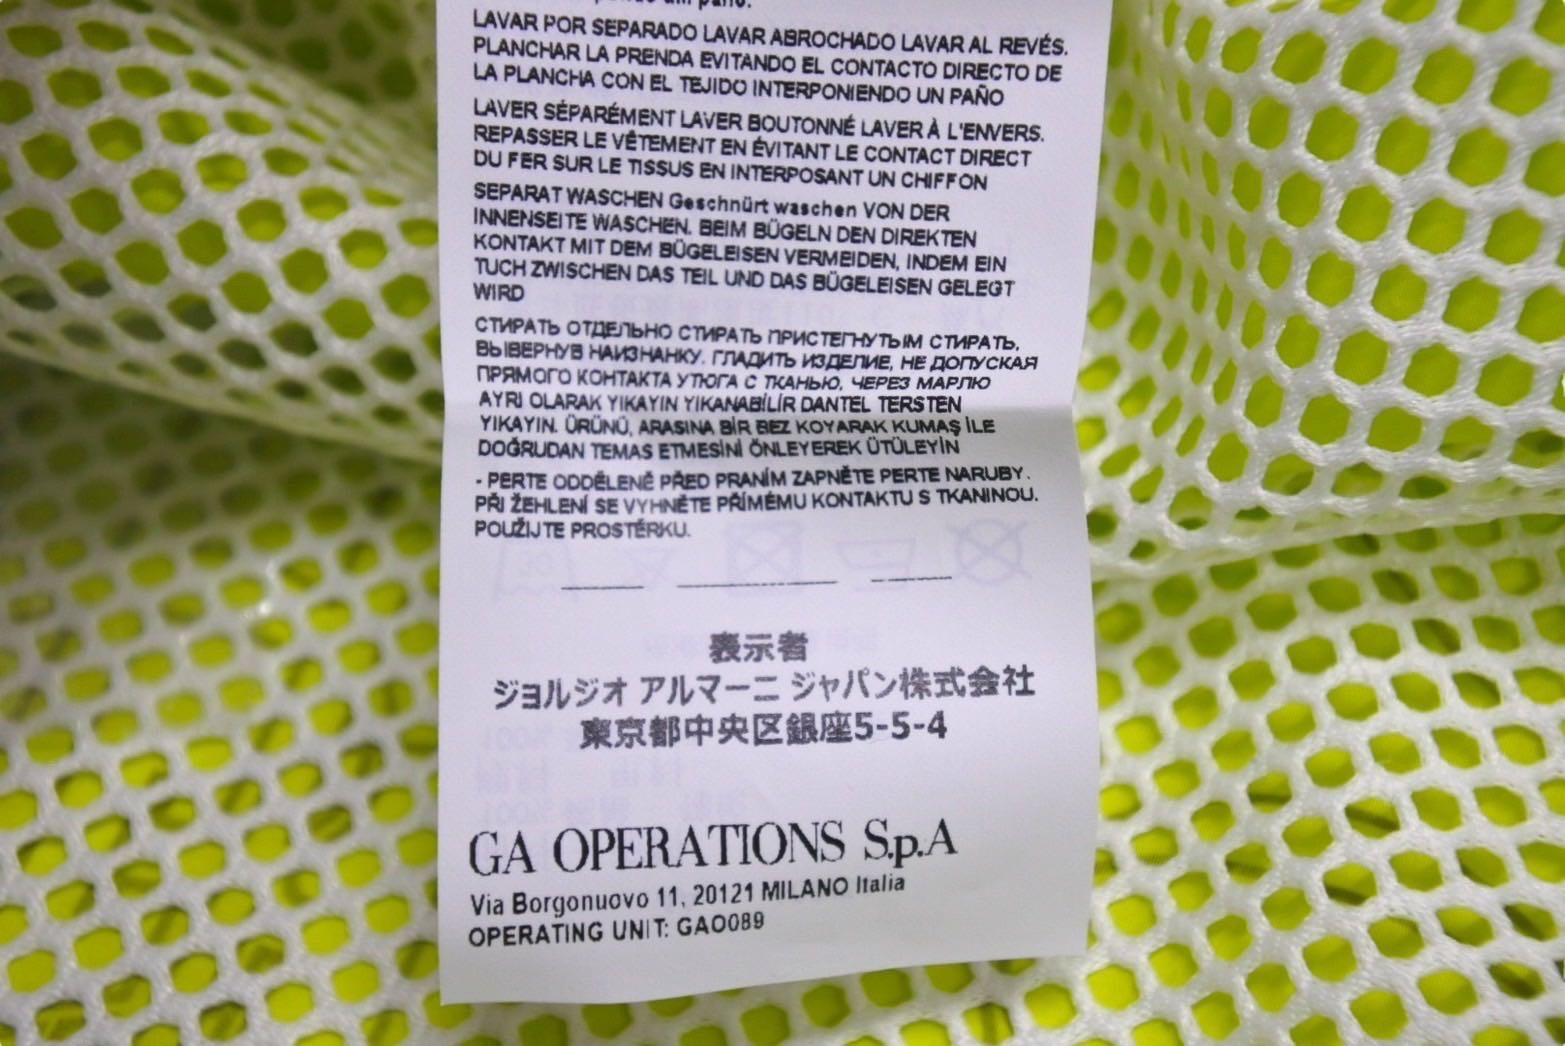 LAVAR POR SEPARADO LAVAR ABROCHADO LAVAR AL REVÉS.
PLANCHAR LA PRENDA EVITANDO EL CONTACTO DIRECTO DE
LA PLANCHA CON EL TEJIDO INTERPONIENDO UN PAÑO
LAVER SÉPARÉMENT LAVER BOUTONNÉ LAVER À L'ENVERS.
REPASSER LE VÊTEMENT EN ÉVITANT LE CONTACT DIRECT
DU FER SUR LE TISSUS EN INTERPOSANT UN CHIFFON
SEPARAT WASCHEN Geschnürt waschen VON DER
INNENSEITE WASCHEN. BEIM BÜGELN DEN DIREKTEN
KONTAKT MIT DEM BÜGELEISEN VERMEIDEN, INDEM EIN
TUCH ZWISCHEN DAS TEIL UND DAS BÜGELEISEN GELEGT
WIRD
СТИРАТЬ ОТДЕЛЬНО СТИРАТЬ ПРИСТЕГНУТЫМ СТИРАТЬ,
ВЫВЕРНУВ НАИЗНАНКУ. ГЛАДИТЬ ИЗДЕЛИЕ, НЕ ДОПУСКАЯ
ПРЯМОГО КОНТАКТА УТЮГА С ТКАНЬЮ, ЧЕРЕЗ МАРЛЮ
AYRI OLARAK YIKAYIN YIKANABİLİR DANTEL TERSTEN
YIKAYIN. ÜRÜNÜ, ARASINA BİR BEZ KOYARAK KUMAŞ İLE
DOĞRUDAN TEMAS ETMESİNİ ÖNLEYEREK ÜTÜLEYİN
- PERTE ODDĚLENĚ PŘED PRANÍM ZAPNĚTE PERTE NARUBY.
PŘI ŽEHLENÍ SE VYHNĚTE PŘÍMÉMU KONTAKTU S TKANINOU.
POUŽIJTE PROSTĚRKU.
表示者
ジョルジオ アルマーニ ジャパン株式会社
東京都中央区銀座5-5-4
GA OPERATIONS S.p.A
Via Borgonuovo 11, 20121 MILANO Italia
OPERATING UNIT: GAO089